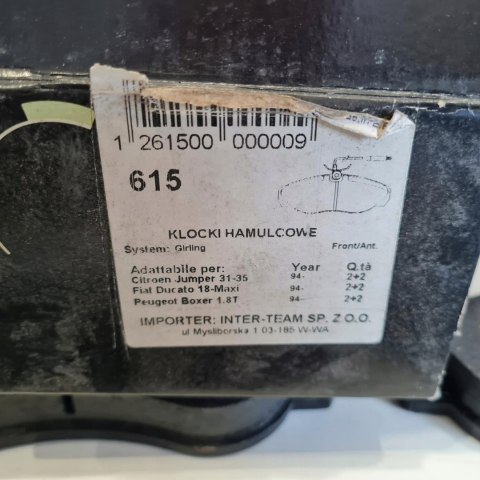 1 261500 000009
615
KLOCKI HAMULCOWE
System: Girling Front/Ant.
Adattabile per: Year Q.tà
Citroen Jumper 31-35 94- 2+2
Fiat Ducato 18-Maxi 94- 2+2
Peugeot Boxer 1.8T 94- 2+2
IMPORTER: INTER-TEAM SP. Z.O.O.
ul Mysliborska 1 03-185 W-WA